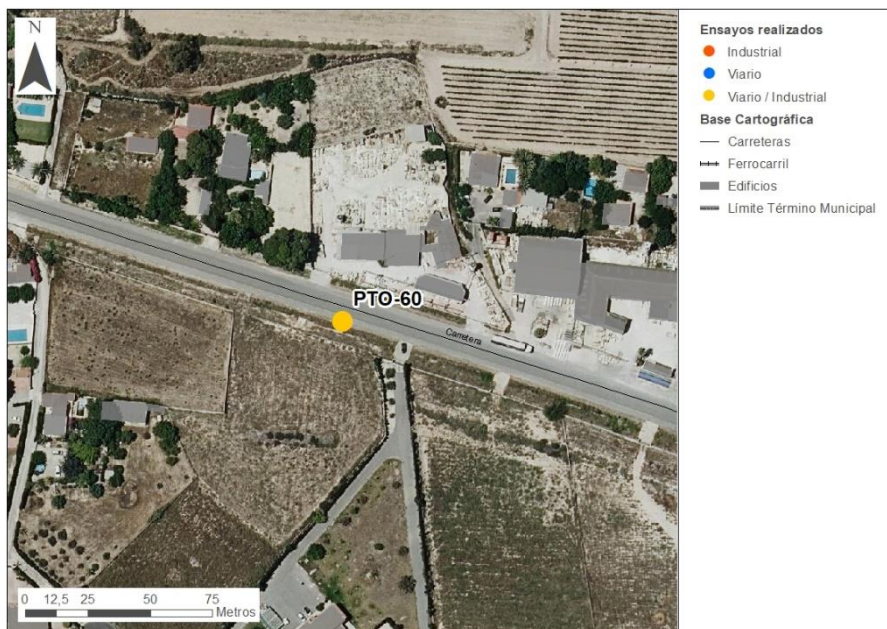 N
Ensayos realizados
Industrial
Viario
Viario / Industrial
Base Cartográfica
Carreteras
Ferrocarril
Edificios
Límite Término Municipal
PTO-60
Carretera
0 12,5 25 50 75
Metros